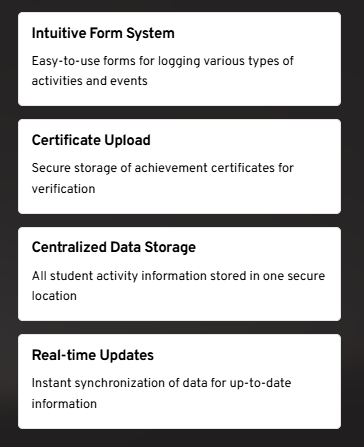 Intuitive Form System
Easy-to-use forms for logging various types of
activities and events
Certificate Upload
Secure storage of achievement certificates for
verification
Centralized Data Storage
All student activity information stored in one secure
location
Real-time Updates
Instant synchronization of data for up-to-date
information